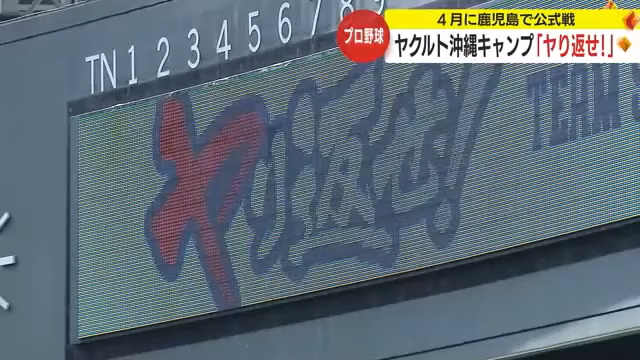 4月に鹿児島で公式戦
プロ野球
ヤクルト沖縄キャンプ「ヤり返せ!」
TN 1 2 3 4 5 6 7 8 9
ヤり返せ!
TEAM